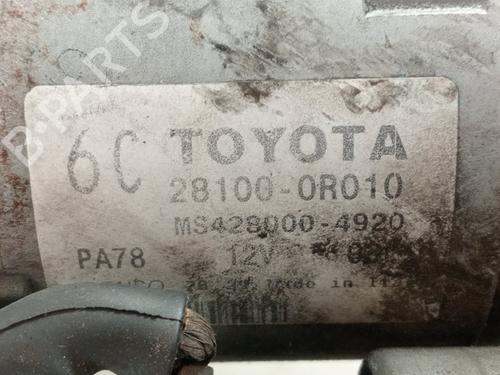 B-PARTS
6C TOYOTA
28100-0R010
MS428000-4920
PA78 12V
Made in